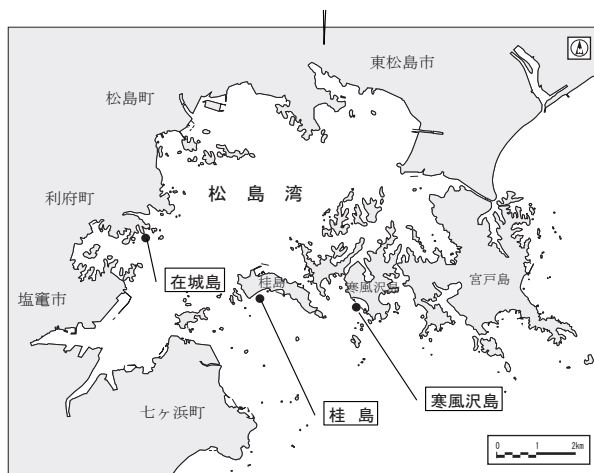 東松島市
松島町
松島湾
利府町
在城島
桂島
寒風沢島
宮戸島
塩竈市
七ヶ浜町
桂島
寒風沢島
0 1 2km